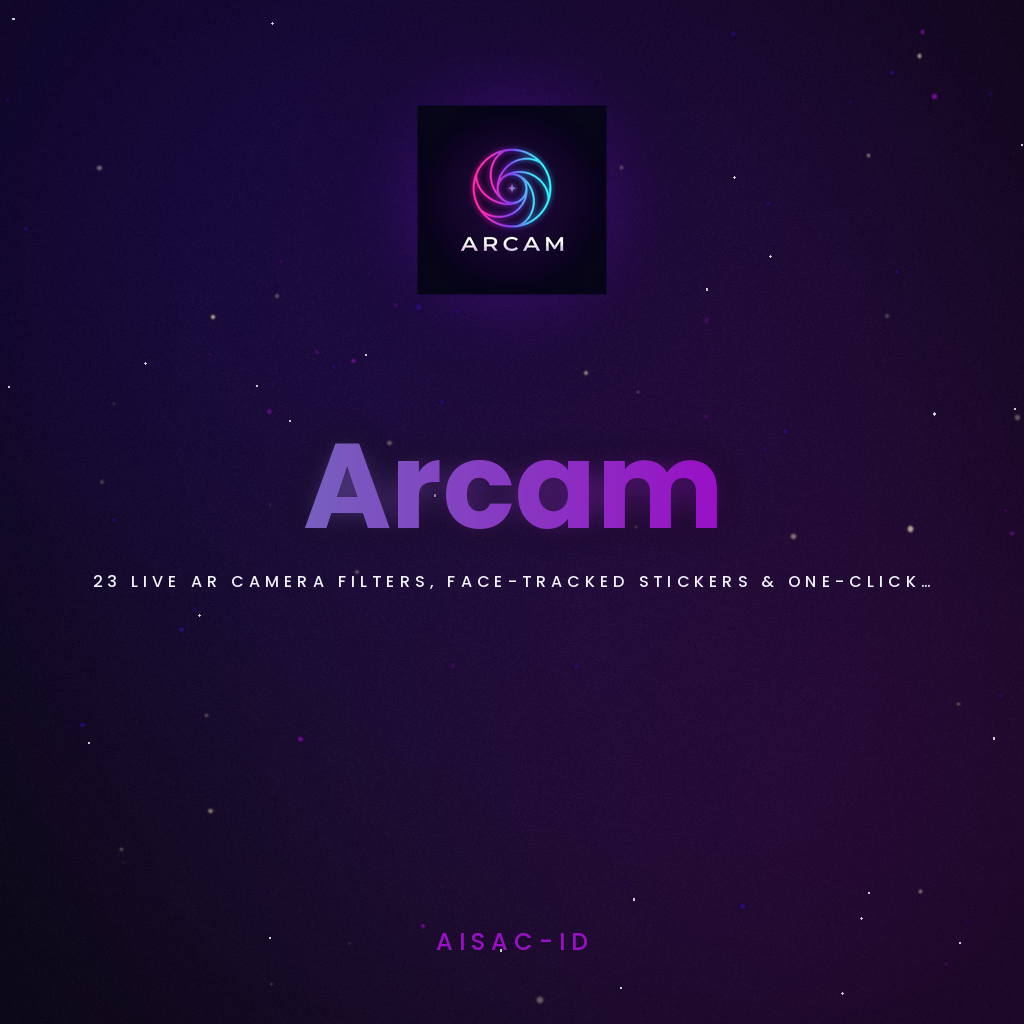 ARCAM
Arcam
23 LIVE AR CAMERA FILTERS, FACE-TRACKED STICKERS & ONE-CLICK…
AISAC-ID